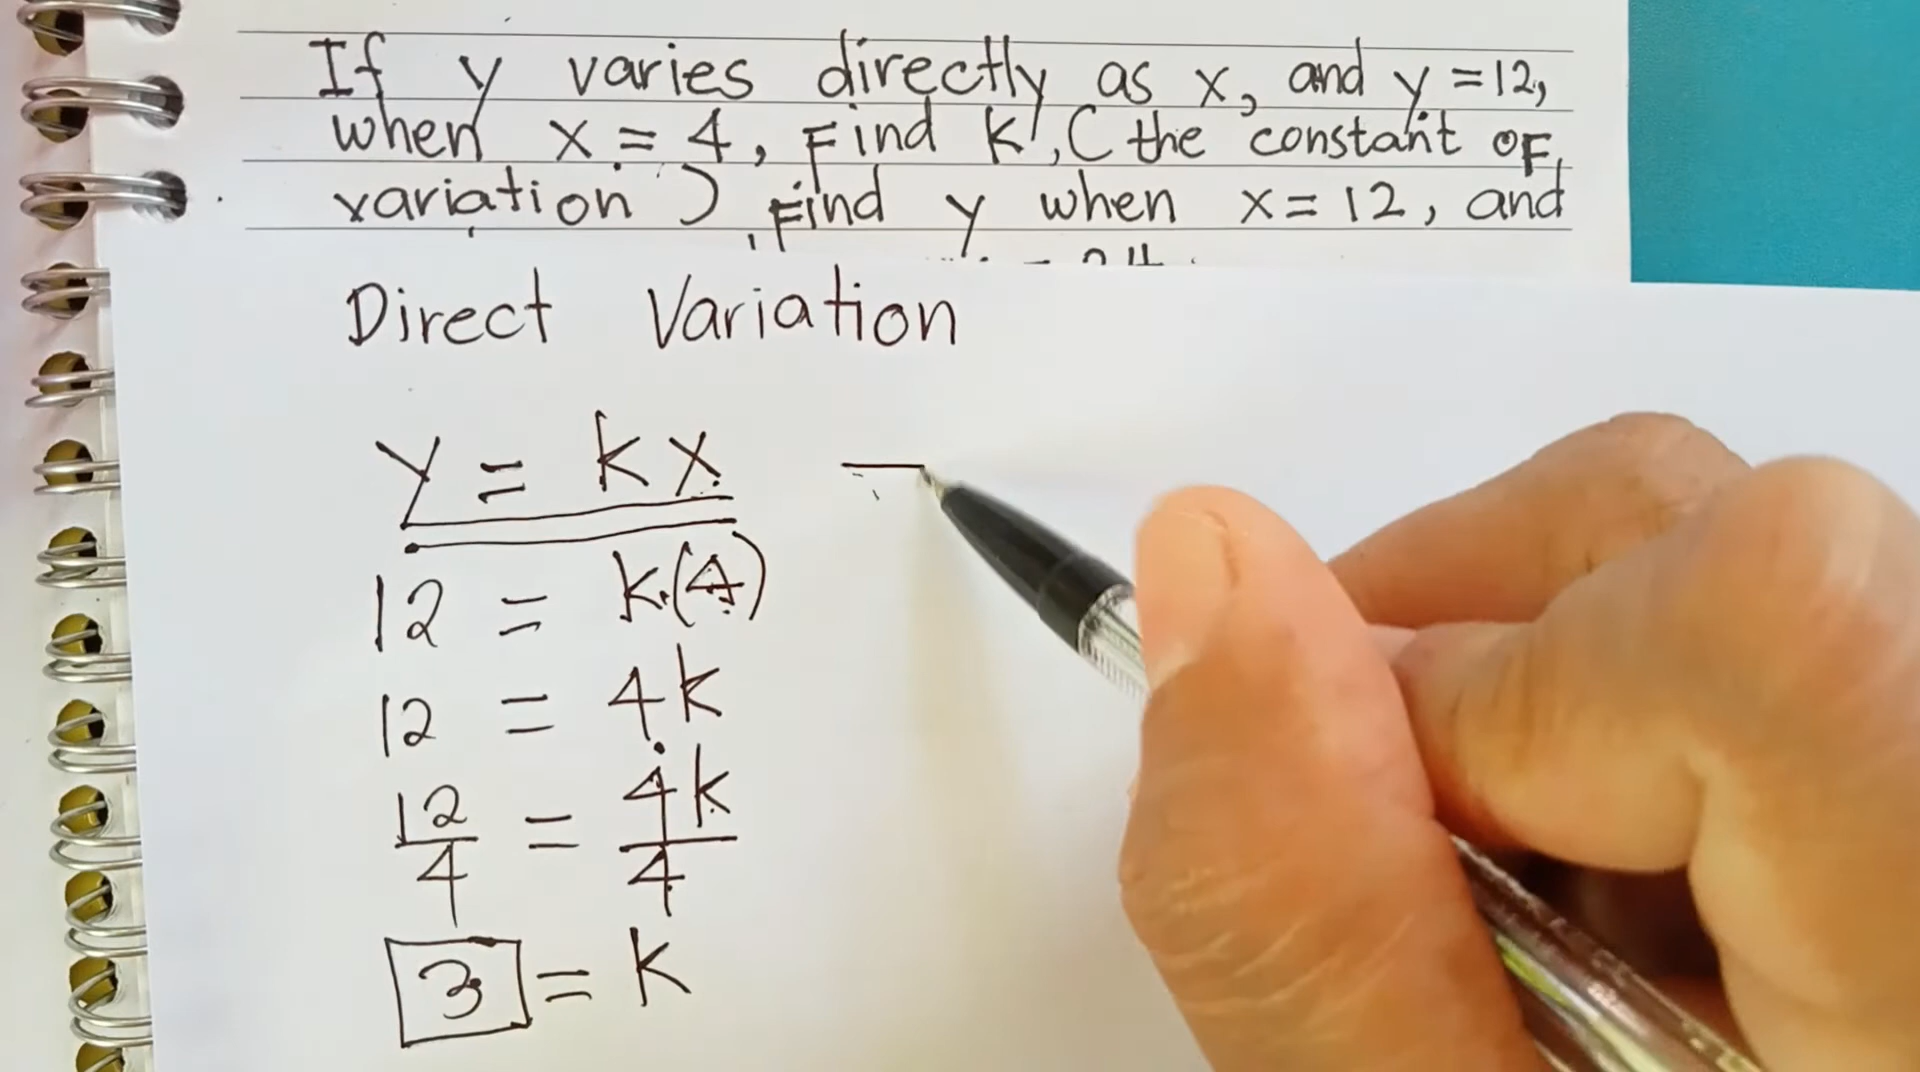 If y varies directly as x, and y = 12,
when x = 4, Find k, (the constant of
variation) , Find y when x = 12, and
Direct Variation
y = kx
12 = k.(4)
12 = 4k
12/4 = 4k/4
3 = k